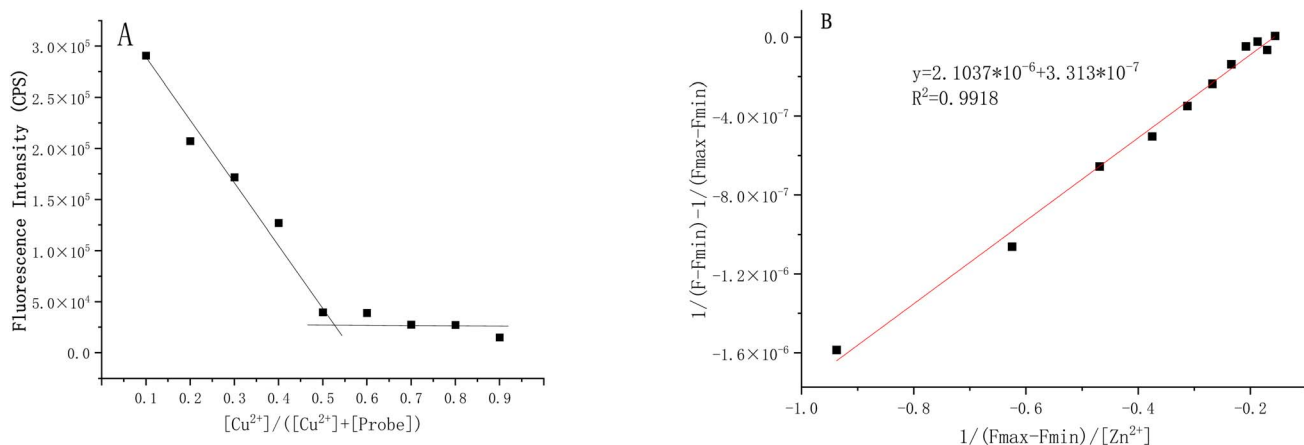 A
Fluorescence Intensity (CPS)
3.0×10⁵
2.5×10⁵
2.0×10⁵
1.5×10⁵
1.0×10⁵
5.0×10⁴
0.0
0.1 0.2 0.3 0.4 0.5 0.6 0.7 0.8 0.9
[Cu²⁺]/([Cu²⁺]+[Probe])
B
y=2.1037*10⁻⁶+3.313*10⁻⁷
R²=0.9918
1/(F-Fmin)-1/(Fmax-Fmin)
0.0
-4.0×10⁻⁷
-8.0×10⁻⁷
-1.2×10⁻⁶
-1.6×10⁻⁶
-1.0 -0.8 -0.6 -0.4 -0.2
1/(Fmax-Fmin)/[Zn²⁺]